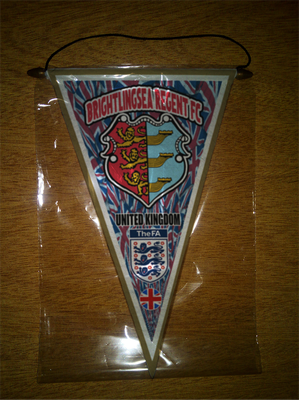 BRIGHTLINGSEA REGENT FC
UNITED KINGDOM
TheFA